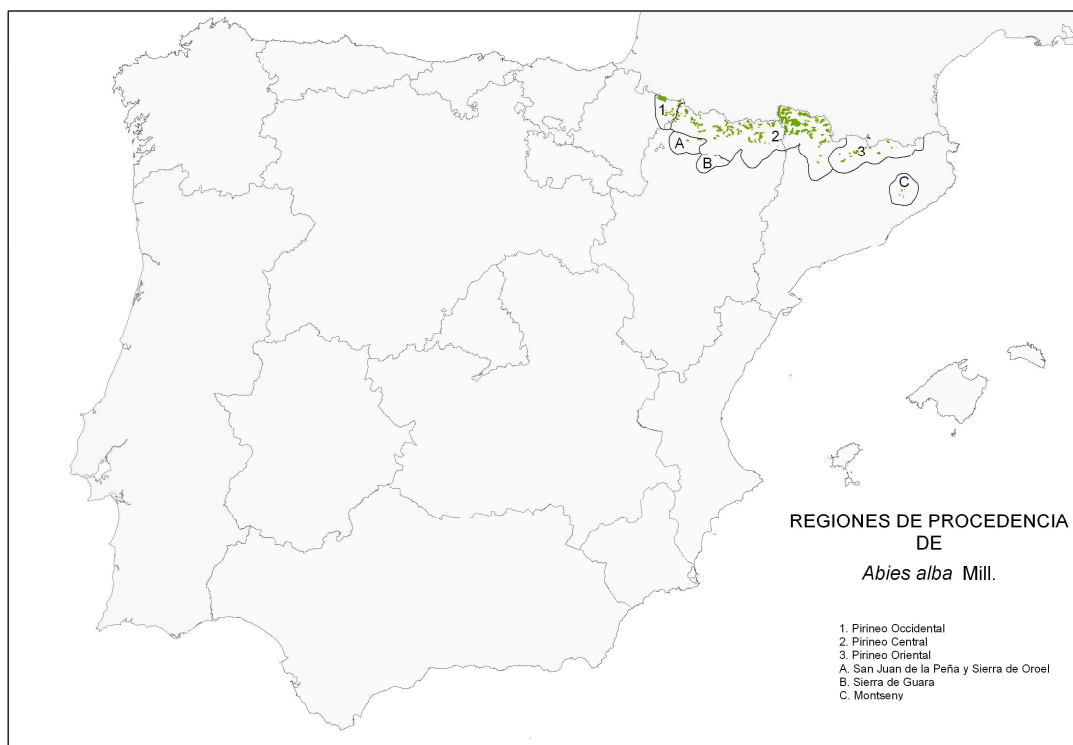 1
2
3
A
B
C
REGIONES DE PROCEDENCIA
DE
Abies alba Mill.
1. Pirineo Occidental
2. Pirineo Central
3. Pirineo Oriental
A. San Juan de la Peña y Sierra de Oroel
B. Sierra de Guara
C. Montseny